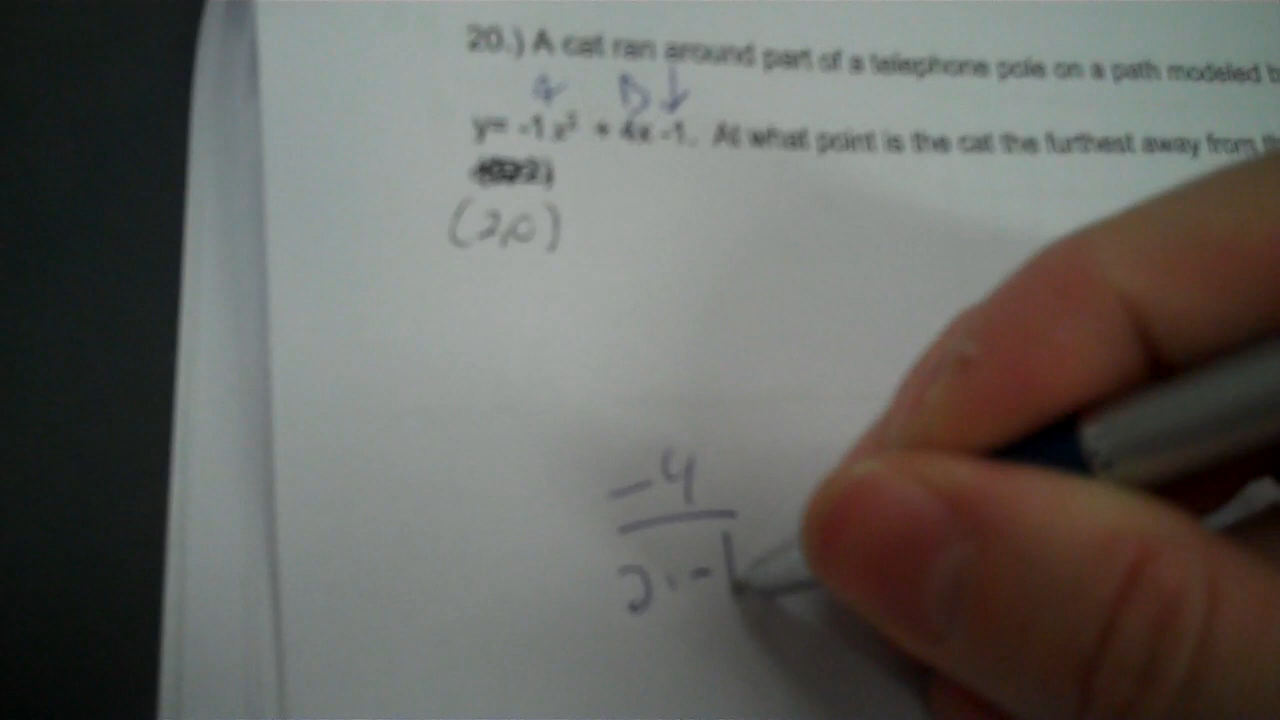 20.) A cat ran around part of a telephone pole on a path modeled b
a b ↓
y= -1x² + 4x -1. At what point is the cat the furthest away from th
(2,0)
-4
2·-1